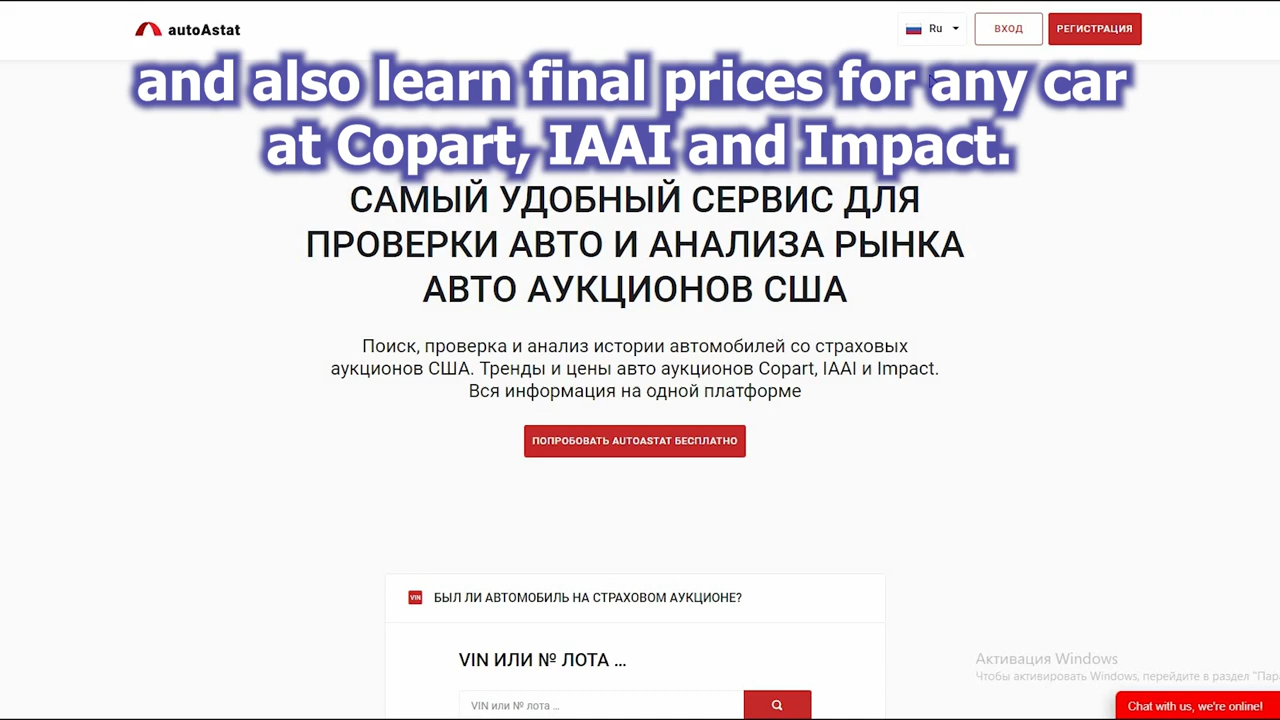 autoAstat
Ru
ВХОД
РЕГИСТРАЦИЯ
and also learn final prices for any car
at Copart, IAAI and Impact.
САМЫЙ УДОБНЫЙ СЕРВИС ДЛЯ
ПРОВЕРКИ АВТО И АНАЛИЗА РЫНКА
АВТО АУКЦИОНОВ США
Поиск, проверка и анализ истории автомобилей со страховых
аукционов США. Тренды и цены авто аукционов Copart, IAAI и Impact.
Вся информация на одной платформе
ПОПРОБОВАТЬ AUTOASTAT БЕСПЛАТНО
VIN
БЫЛ ЛИ АВТОМОБИЛЬ НА СТРАХОВОМ АУКЦИОНЕ?
VIN ИЛИ № ЛОТА ...
VIN или № лота ...
Активация Windows
Чтобы активировать Windows, перейдите в раздел "Пар
Chat with us, we're online!